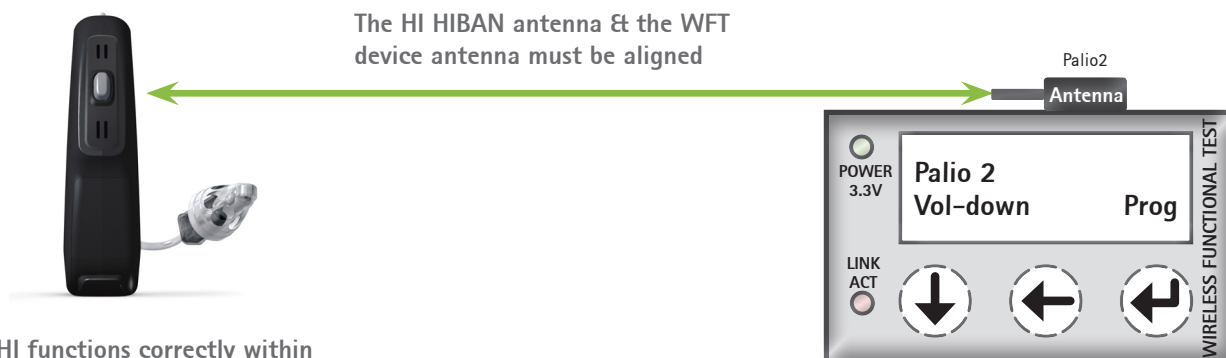 The HI HIBAN antenna & the WFT
device antenna must be aligned
Palio2
Antenna
POWER
3.3V
Palio 2
Vol-down Prog
LINK
ACT
WIRELESS FUNCTIONAL TEST
HI functions correctly within